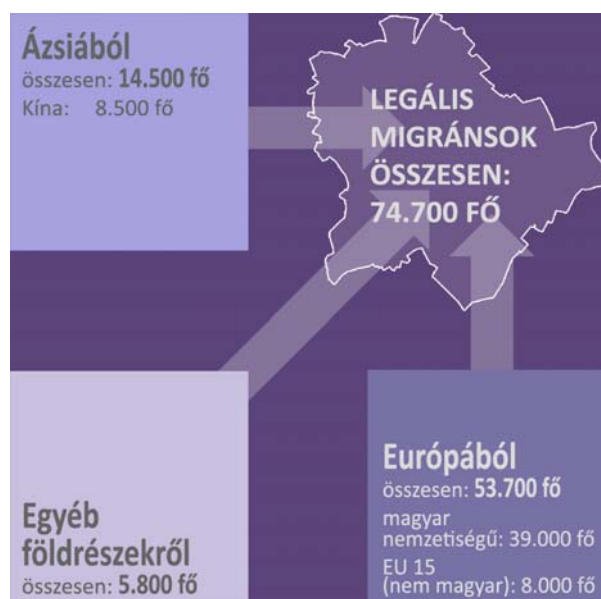 Ázsiából
összesen: 14.500 fő
Kína: 8.500 fő
LEGÁLIS
MIGRÁNSOK
ÖSSZESEN:
74.700 FŐ
Egyéb
földrészekről
összesen: 5.800 fő
Európából
összesen: 53.700 fő
magyar
nemzetiségű: 39.000 fő
EU 15
(nem magyar): 8.000 fő